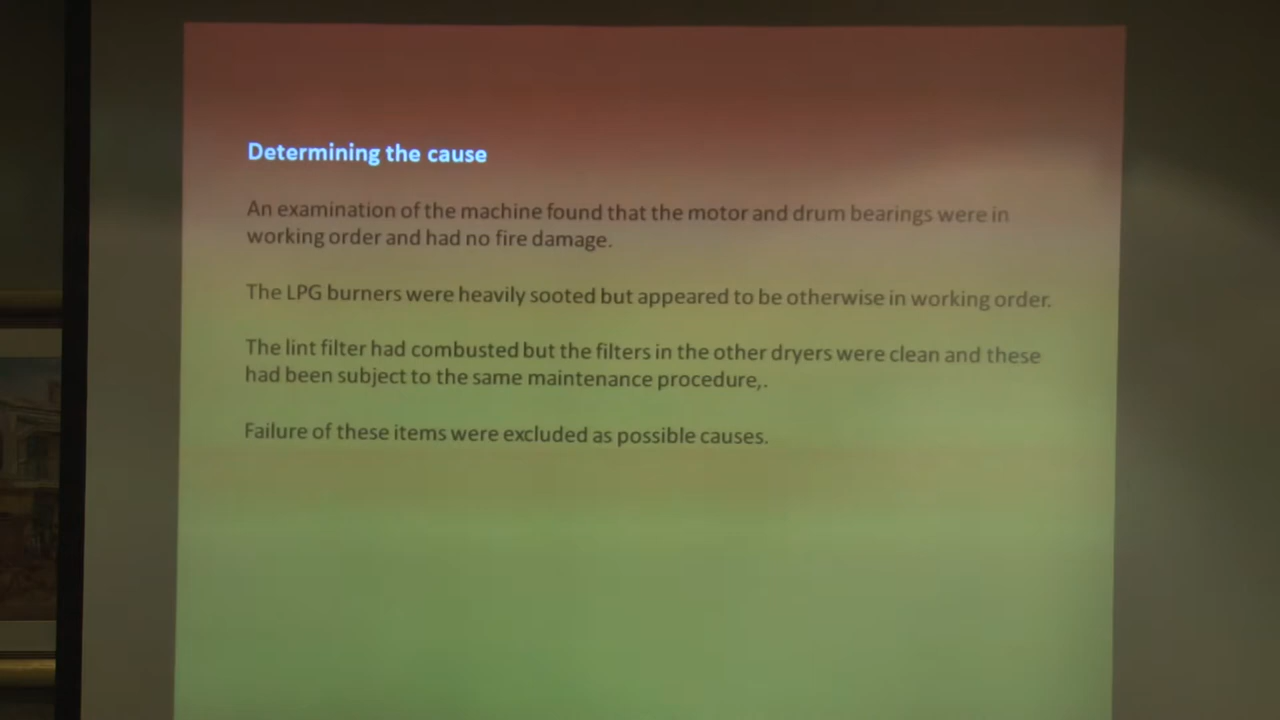 Determining the cause
An examination of the machine found that the motor and drum bearings were in
working order and had no fire damage.
The LPG burners were heavily sooted but appeared to be otherwise in working order.
The lint filter had combusted but the filters in the other dryers were clean and these
had been subject to the same maintenance procedure,.
Failure of these items were excluded as possible causes.